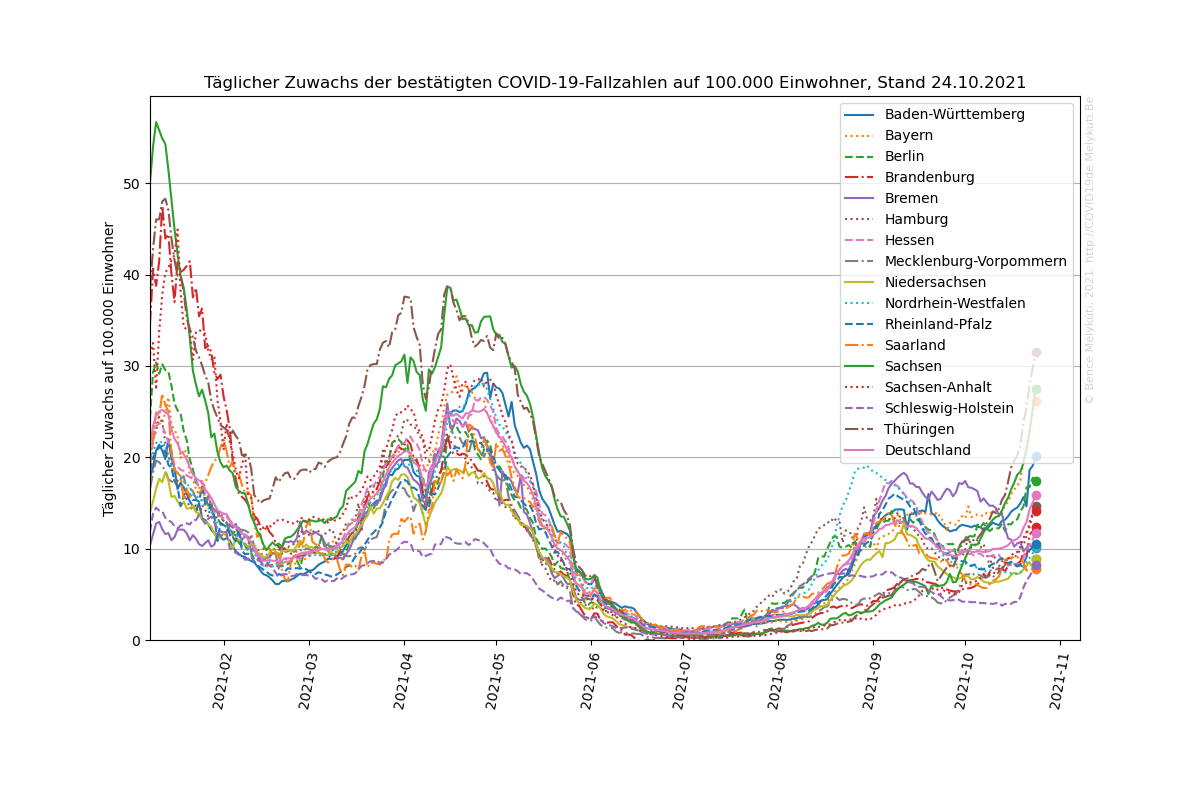 Täglicher Zuwachs der bestätigten COVID-19-Fallzahlen auf 100.000 Einwohner, Stand 24.10.2021
Täglicher Zuwachs auf 100.000 Einwohner
50
40
30
20
10
0
2021-02
2021-03
2021-04
2021-05
2021-06
2021-07
2021-08
2021-09
2021-10
2021-11
Baden-Württemberg
Bayern
Berlin
Brandenburg
Bremen
Hamburg
Hessen
Mecklenburg-Vorpommern
Niedersachsen
Nordrhein-Westfalen
Rheinland-Pfalz
Saarland
Sachsen
Sachsen-Anhalt
Schleswig-Holstein
Thüringen
Deutschland
© Bence Mélykúti, 2021. http://COVID19de.Melykuti.Be